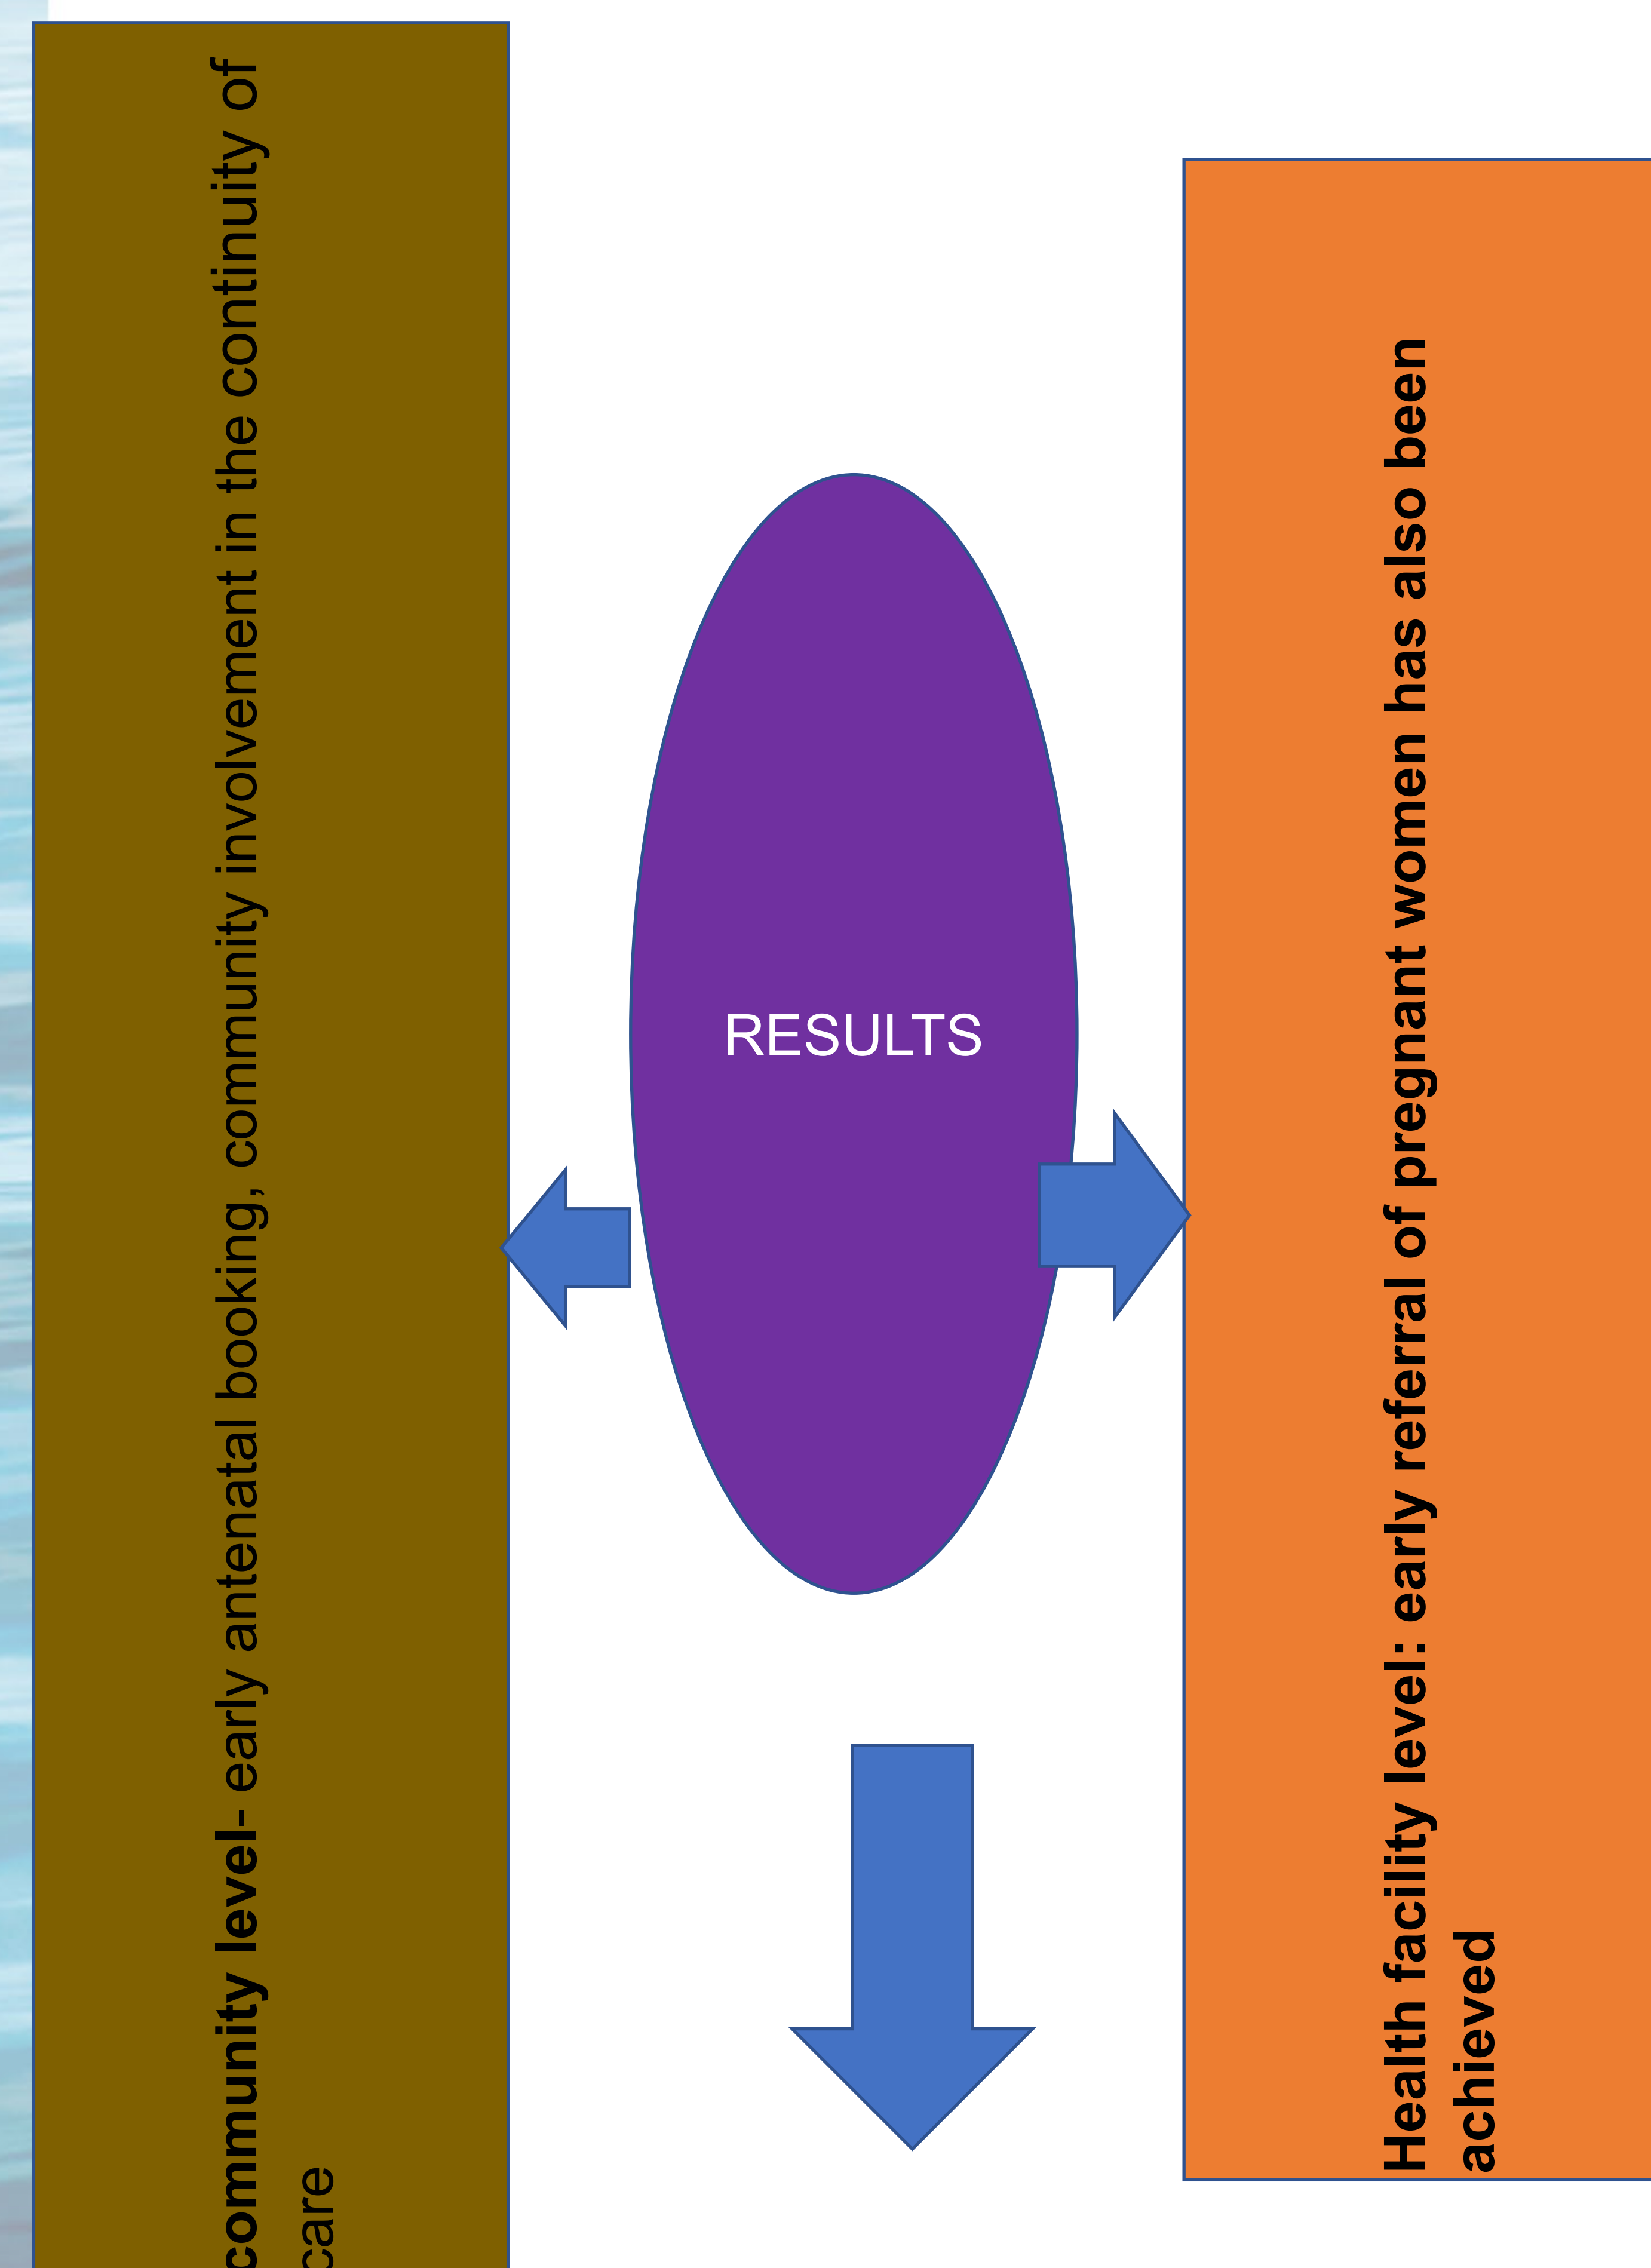 community level- early antenatal booking, community involvement in the continuity of
care
RESULTS
Health facility level: early referral of pregnant women has also been
achieved